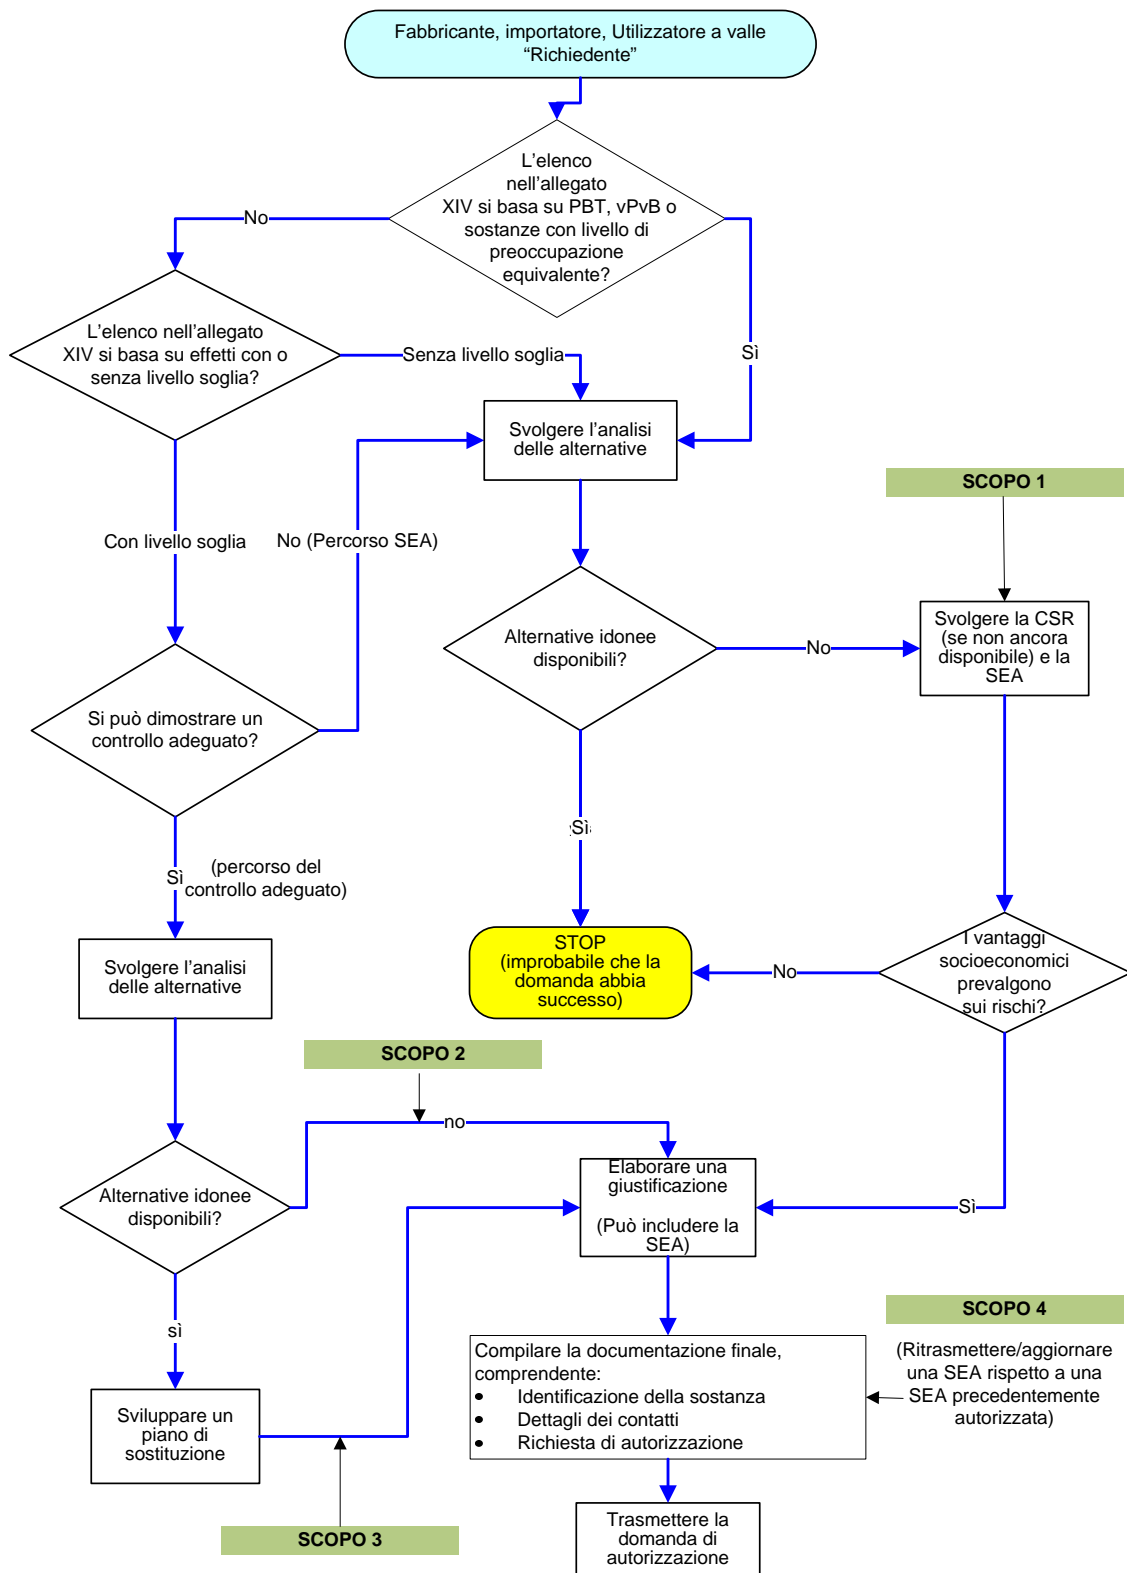 Fabbricante, importatore, Utilizzatore a valle
“Richiedente”
L’elenco
nell’allegato
XIV si basa su PBT, vPvB o
sostanze con livello di
preoccupazione
equivalente?
No
L’elenco nell’allegato
XIV si basa su effetti con o
senza livello soglia?
Senza livello soglia
Sì
Svolgere l’analisi
delle alternative
SCOPO 1
Con livello soglia
No (Percorso SEA)
Svolgere la CSR
(se non ancora
disponibile) e la
SEA
Alternative idonee
disponibili?
No
Si può dimostrare un
controllo adeguato?
Sì
Sì
(percorso del
controllo adeguato)
STOP
(improbabile che la
domanda abbia
successo)
No
I vantaggi
socioeconomici
prevalgono
sui rischi?
Svolgere l’analisi
delle alternative
SCOPO 2
no
Elaborare una
giustificazione
(Può includere la
SEA)
Sì
Alternative idonee
disponibili?
sì
SCOPO 4
(Ritrasmettere/aggiornare
una SEA rispetto a una
SEA precedentemente
autorizzata)
Compilare la documentazione finale,
comprendente:
• Identificazione della sostanza
• Dettagli dei contatti
• Richiesta di autorizzazione
Sviluppare un
piano di
sostituzione
SCOPO 3
Trasmettere la
domanda di
autorizzazione